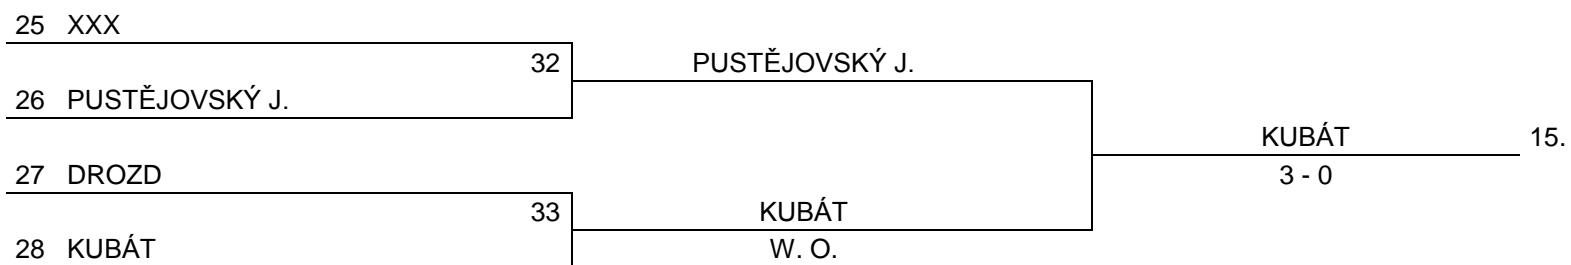 25 XXX
32 PUSTĚJOVSKÝ J.
26 PUSTĚJOVSKÝ J.
KUBÁT 15.
27 DROZD 3 - 0
33 KUBÁT
28 KUBÁT W. O.